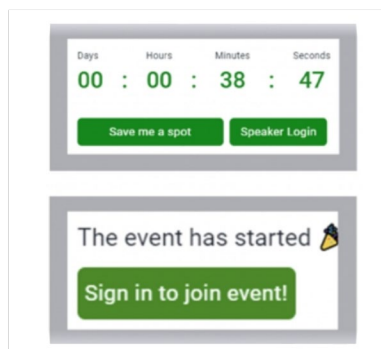 Days Hours Minutes Seconds
00 : 00 : 38 : 47
Save me a spot Speaker Login
The event has started
Sign in to join event!